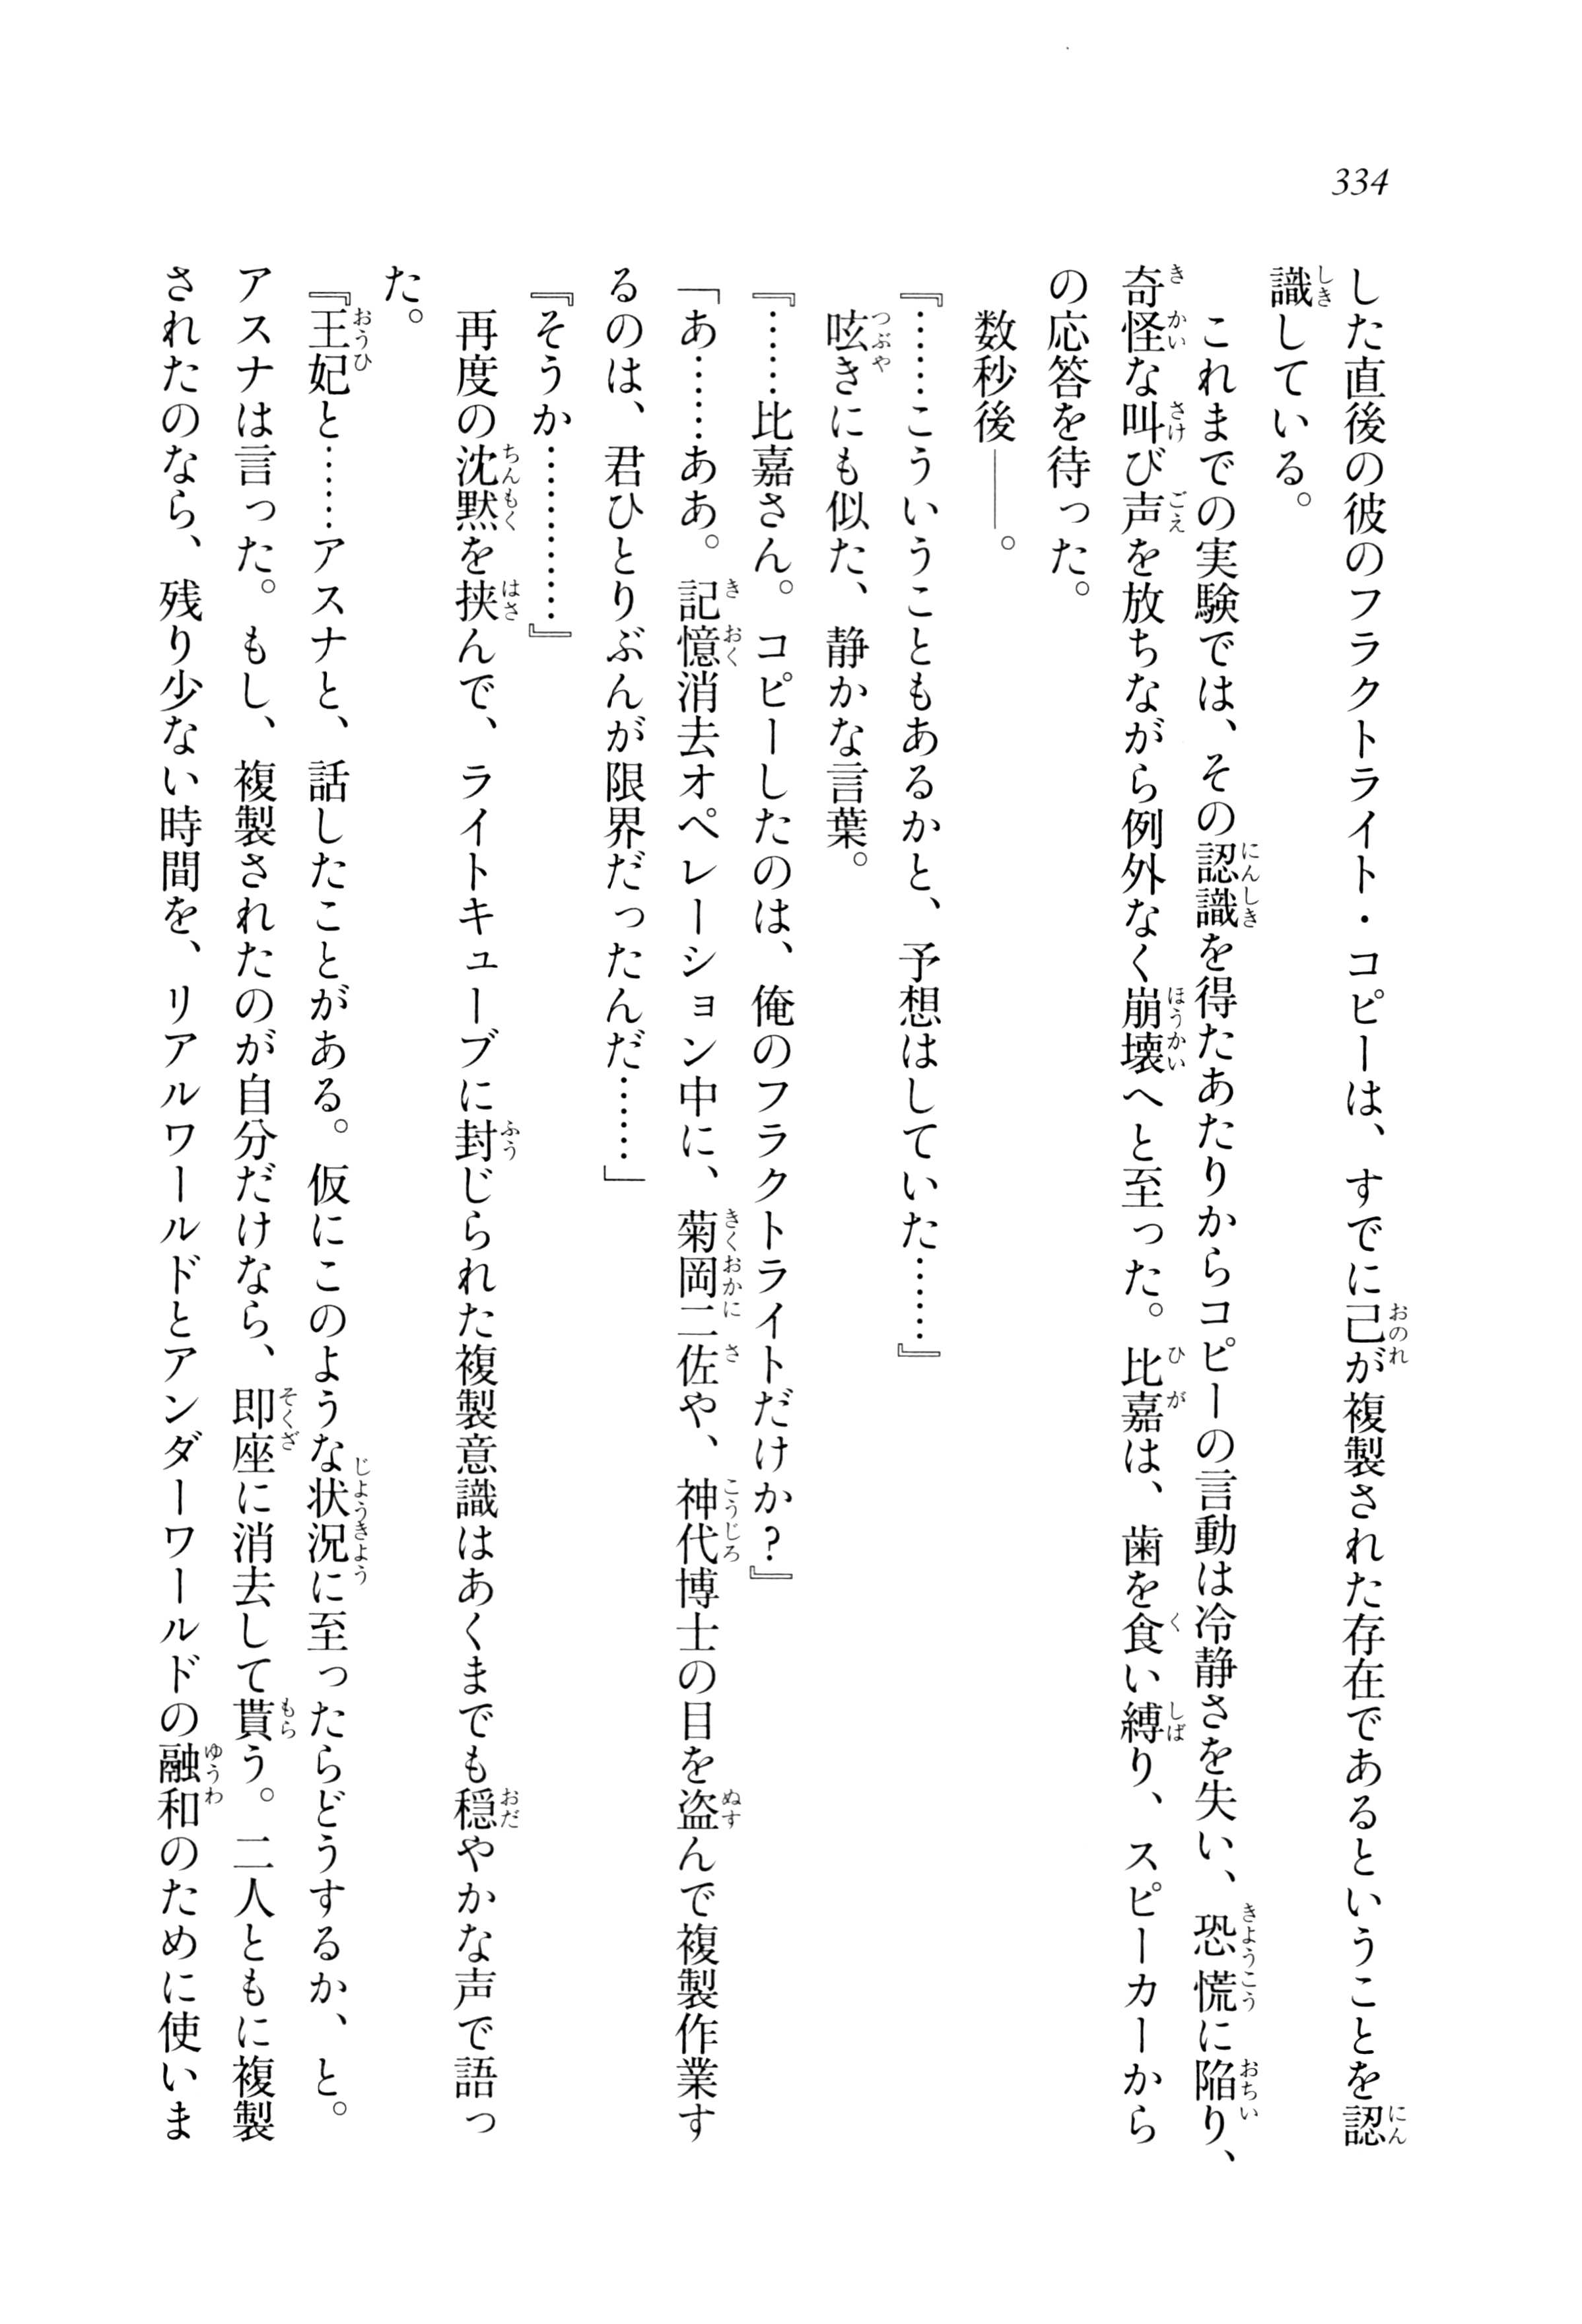 334
した直後の彼のフラクトライト・コピーは、すでに己が複製された存在であるということを認
識している。
これまでの実験では、その認識を得たあたりからコピーの言動は冷静さを失い、恐慌に陥り、
奇怪な叫び声を放ちながら例外なく崩壊へと至った。比嘉は、歯を食い縛り、スピーカーから
の応答を待った。
数秒後――。
『……こういうこともあるかと、予想はしていた……』
呟きにも似た、静かな言葉。
『……比嘉さん。コピーしたのは、俺のフラクトライトだけか?』
「あ……ああ。記憶消去オペレーション中に、菊岡二佐や、神代博士の目を盗んで複製作業す
るのは、君ひとりぶんが限界だったんだ……」
『そうか…………』
再度の沈黙を挟んで、ライトキューブに封じられた複製意識はあくまでも穏やかな声で語っ
た。
『王妃と……アスナと、話したことがある。仮にこのような状況に至ったらどうするか、と。
アスナは言った。もし、複製されたのが自分だけなら、即座に消去して貰う。二人ともに複製
されたのなら、残り少ない時間を、リアルワールドとアンダーワールドの融和のために使いま